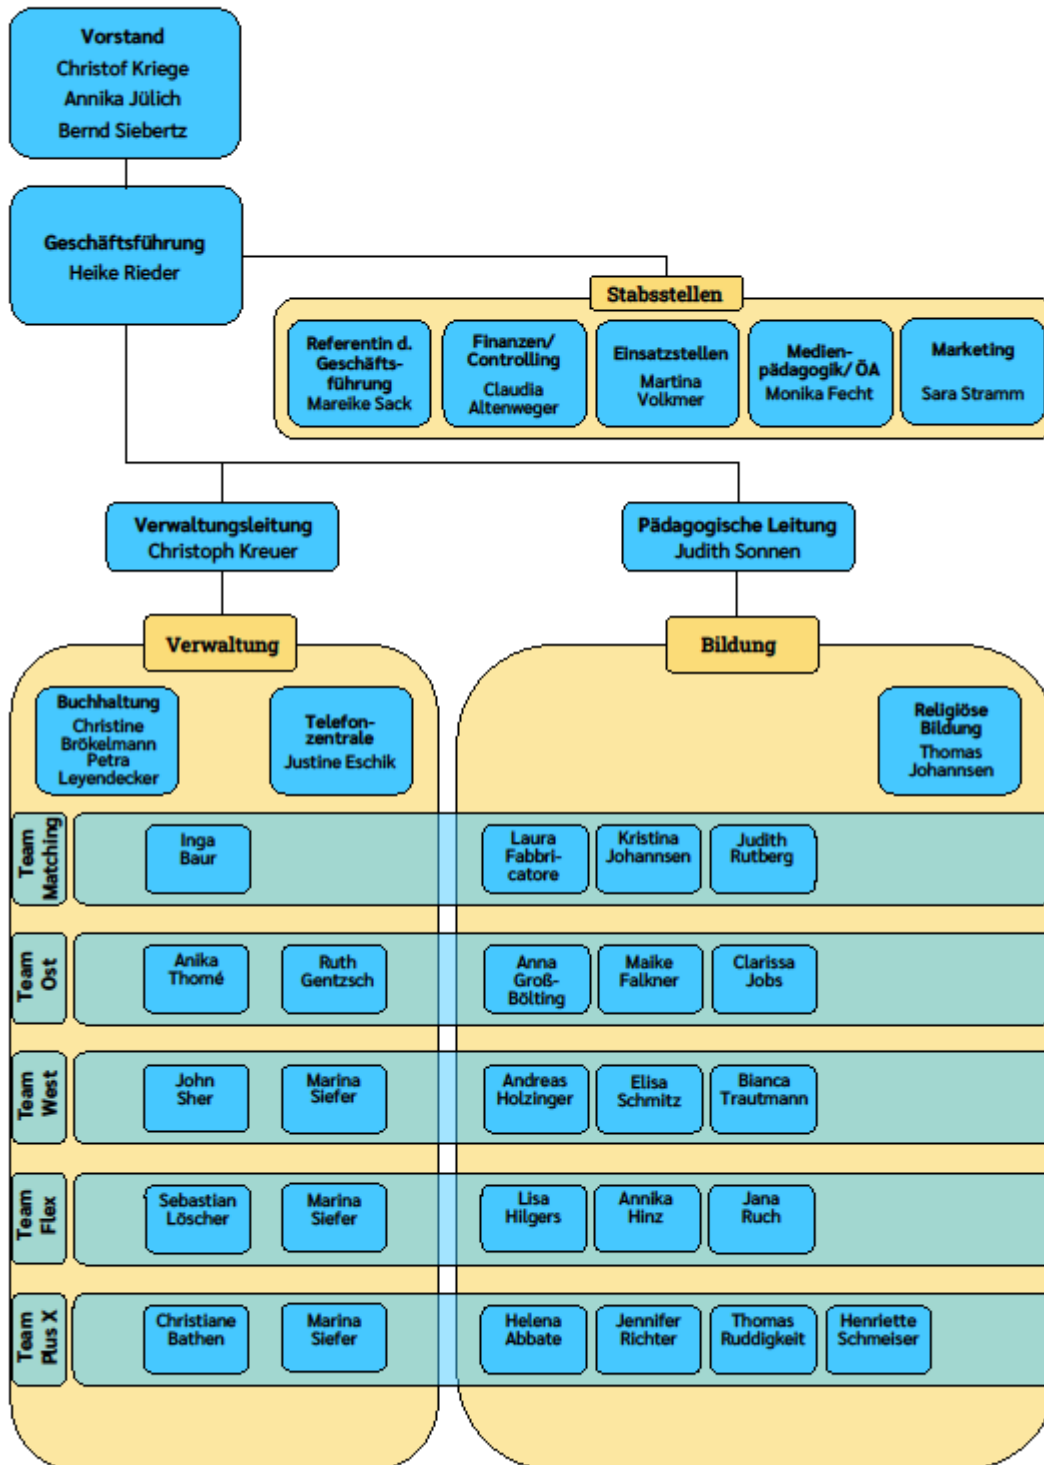 Vorstand
Christof Kriege
Annika Jülich
Bernd Siebertz
Geschäftsführung
Heike Rieder
Stabsstellen
Referentin d.
Geschäfts-
führung
Mareike Sack
Finanzen/
Controlling
Claudia
Altenweger
Einsatzstellen
Martina
Volkmer
Medien-
pädagogik/ ÖA
Monika Fecht
Marketing
Sara Stramm
Verwaltungsleitung
Christoph Kreuer
Pädagogische Leitung
Judith Sonnen
Verwaltung
Bildung
Buchhaltung
Christine
Brökelmann
Petra
Leyendecker
Telefon-
zentrale
Justine Eschik
Religiöse
Bildung
Thomas
Johannsen
Team
Matching
Inga
Baur
Laura
Fabbri-
catore
Kristina
Johannsen
Judith
Rutberg
Team
Ost
Anika
Thomé
Ruth
Gentzsch
Anna
Groß-
Bölting
Maike
Falkner
Clarissa
Jobs
Team
West
John
Sher
Marina
Siefer
Andreas
Holzinger
Elisa
Schmitz
Bianca
Trautmann
Team
Flex
Sebastian
Löscher
Marina
Siefer
Lisa
Hilgers
Annika
Hinz
Jana
Ruch
Team
Plus X
Christiane
Bathen
Marina
Siefer
Helena
Abbate
Jennifer
Richter
Thomas
Ruddigkeit
Henriette
Schmeiser